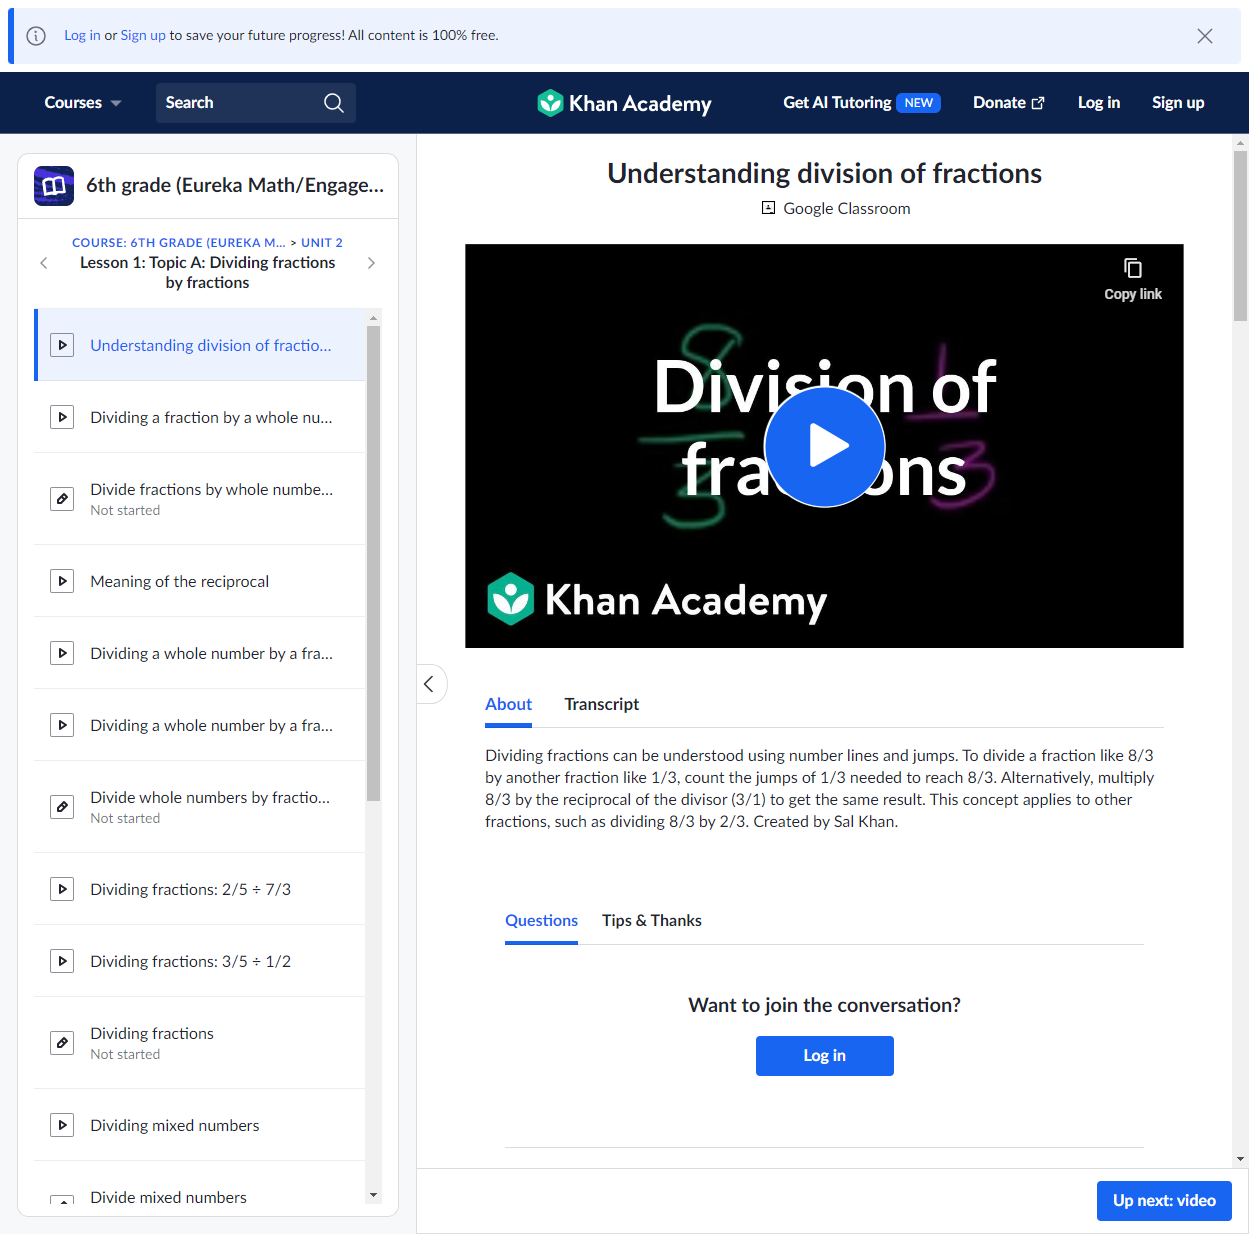 Log in or Sign up to save your future progress! All content is 100% free.
Courses
Search
Khan Academy
Get AI Tutoring NEW
Donate
Log in
Sign up
6th grade (Eureka Math/Engage...
COURSE: 6TH GRADE (EUREKA M... > UNIT 2
Lesson 1: Topic A: Dividing fractions
by fractions
Understanding division of fractio...
Dividing a fraction by a whole nu...
Divide fractions by whole numbe...
Not started
Meaning of the reciprocal
Dividing a whole number by a fra...
Dividing a whole number by a fra...
Divide whole numbers by fractio...
Not started
Dividing fractions: 2/5 ÷ 7/3
Dividing fractions: 3/5 ÷ 1/2
Dividing fractions
Not started
Dividing mixed numbers
Divide mixed numbers
Understanding division of fractions
Google Classroom
Copy link
8/3
1/3
Division of
fractions
Khan Academy
About
Transcript
Dividing fractions can be understood using number lines and jumps. To divide a fraction like 8/3
by another fraction like 1/3, count the jumps of 1/3 needed to reach 8/3. Alternatively, multiply
8/3 by the reciprocal of the divisor (3/1) to get the same result. This concept applies to other
fractions, such as dividing 8/3 by 2/3. Created by Sal Khan.
Questions
Tips & Thanks
Want to join the conversation?
Log in
Up next: video